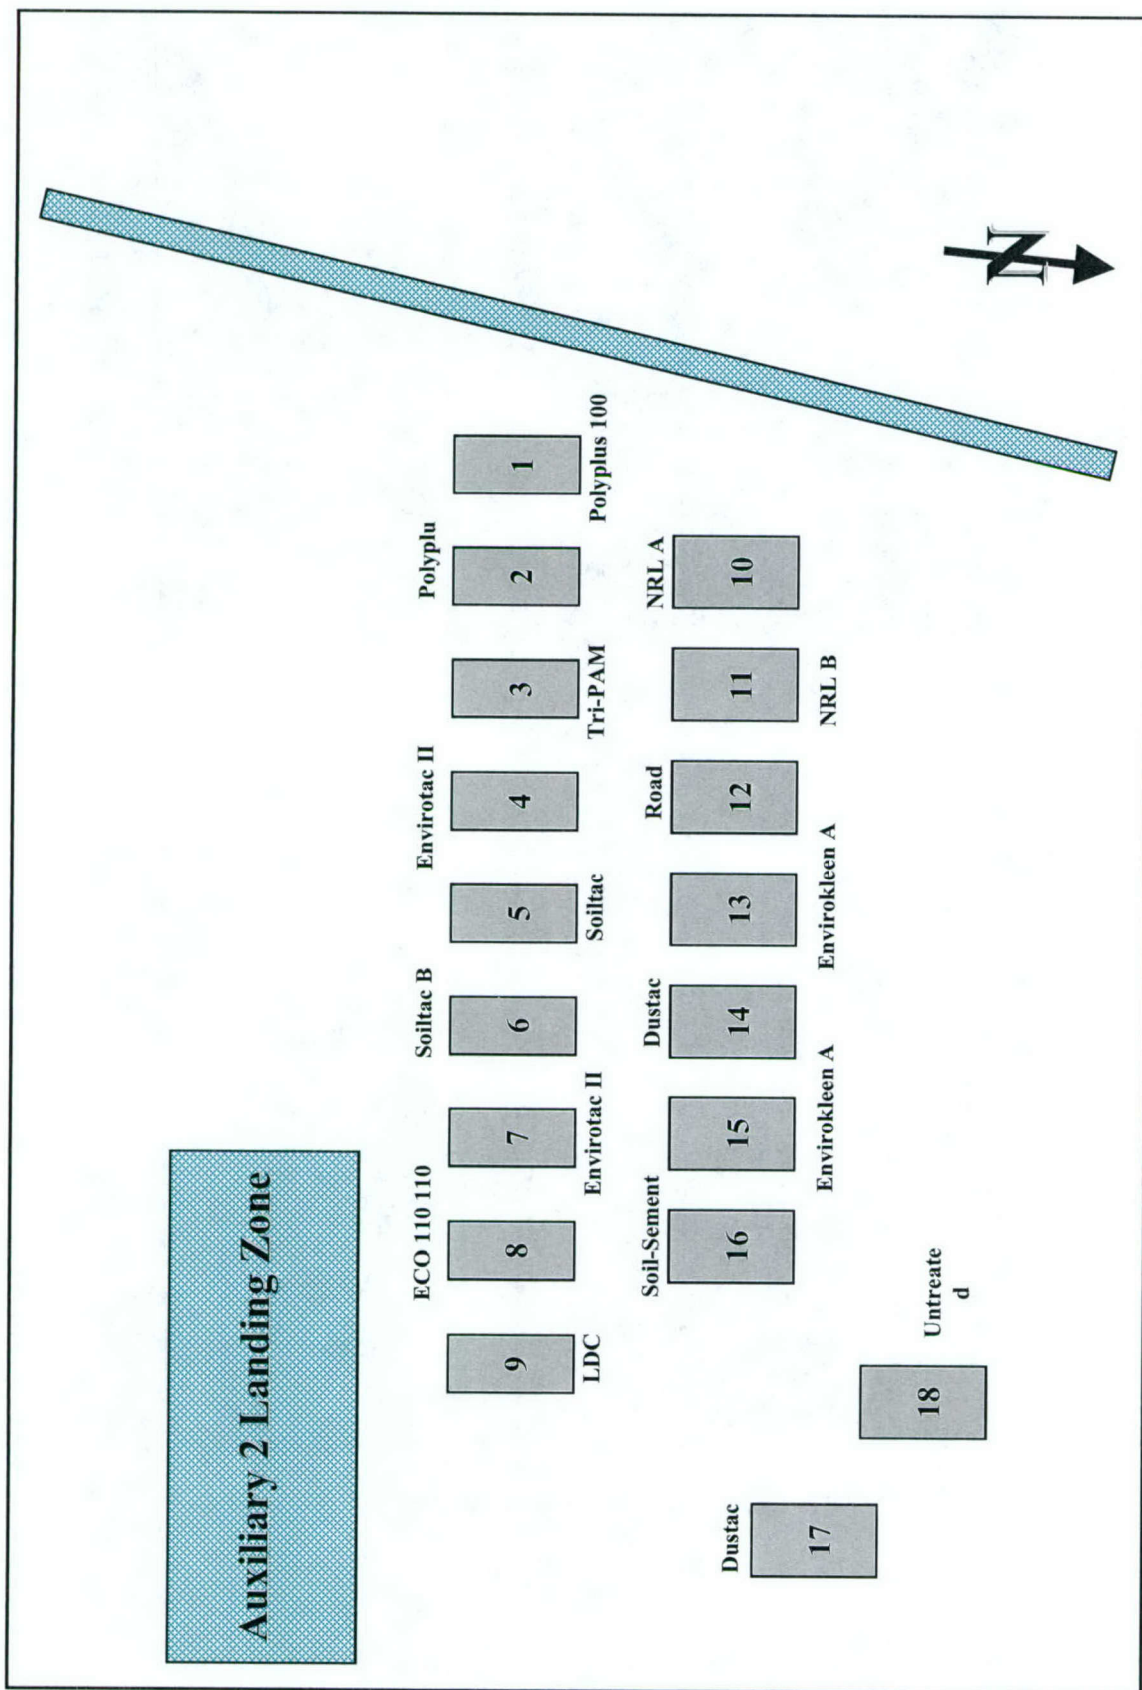 Auxiliary 2 Landing Zone
ECO 110 110
Soiltac B
Envirotac II
Polyplu
9
8
7
6
5
4
3
2
1
LDC
Envirotac II
Soiltac
Tri-PAM
Polyplus 100
Soil-Sement
Dustac
Road
NRL A
16
15
14
13
12
11
10
Envirokleen A
Envirokleen A
NRL B
Dustac
17
18
Untreate
d
N